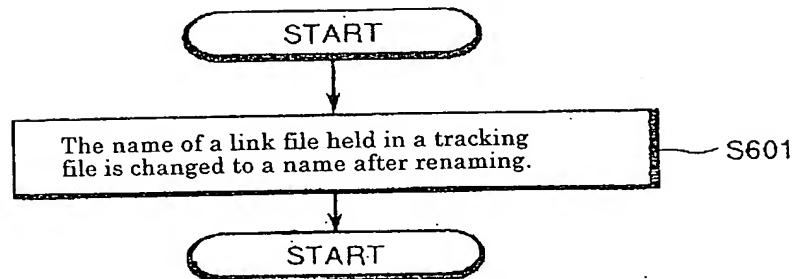 START
The name of a link file held in a tracking
file is changed to a name after renaming.
S601
START